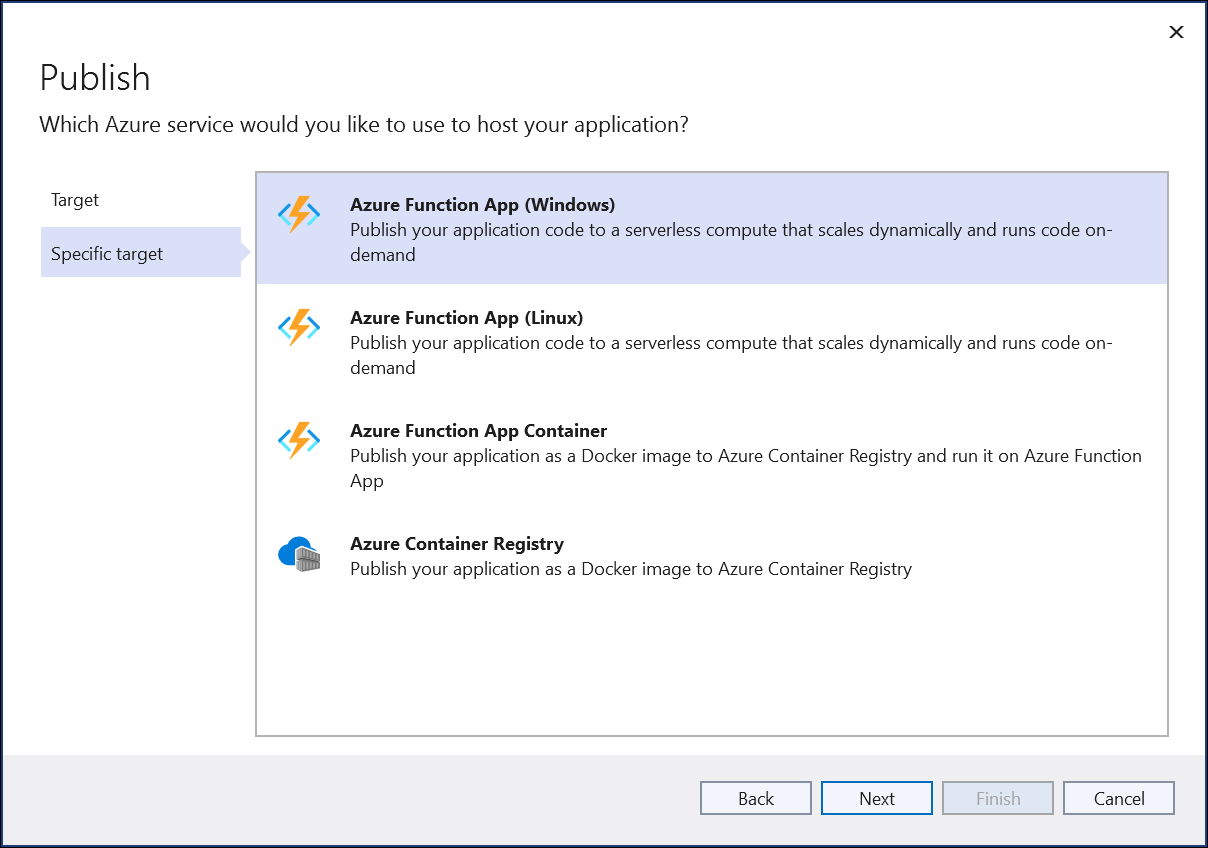 Publish
Which Azure service would you like to use to host your application?
Target
Specific target
Azure Function App (Windows)
Publish your application code to a serverless compute that scales dynamically and runs code on-
demand
Azure Function App (Linux)
Publish your application code to a serverless compute that scales dynamically and runs code on-
demand
Azure Function App Container
Publish your application as a Docker image to Azure Container Registry and run it on Azure Function
App
Azure Container Registry
Publish your application as a Docker image to Azure Container Registry
Back
Next
Finish
Cancel